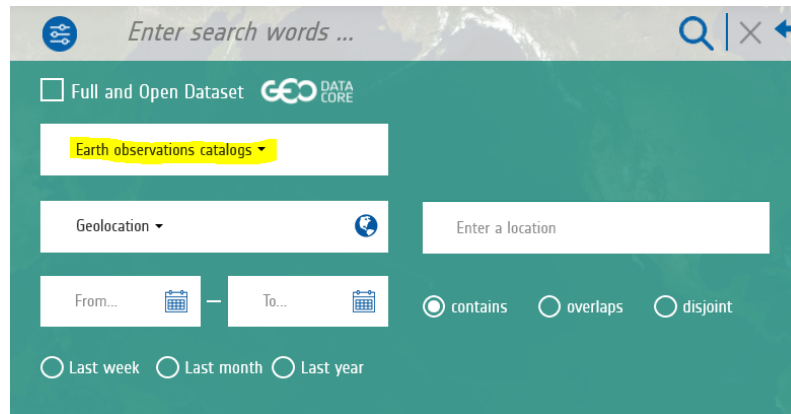 Enter search words ...
Full and Open Dataset GEO DATA CORE
Earth observations catalogs
Geolocation
Enter a location
From... — To...
contains overlaps disjoint
Last week Last month Last year